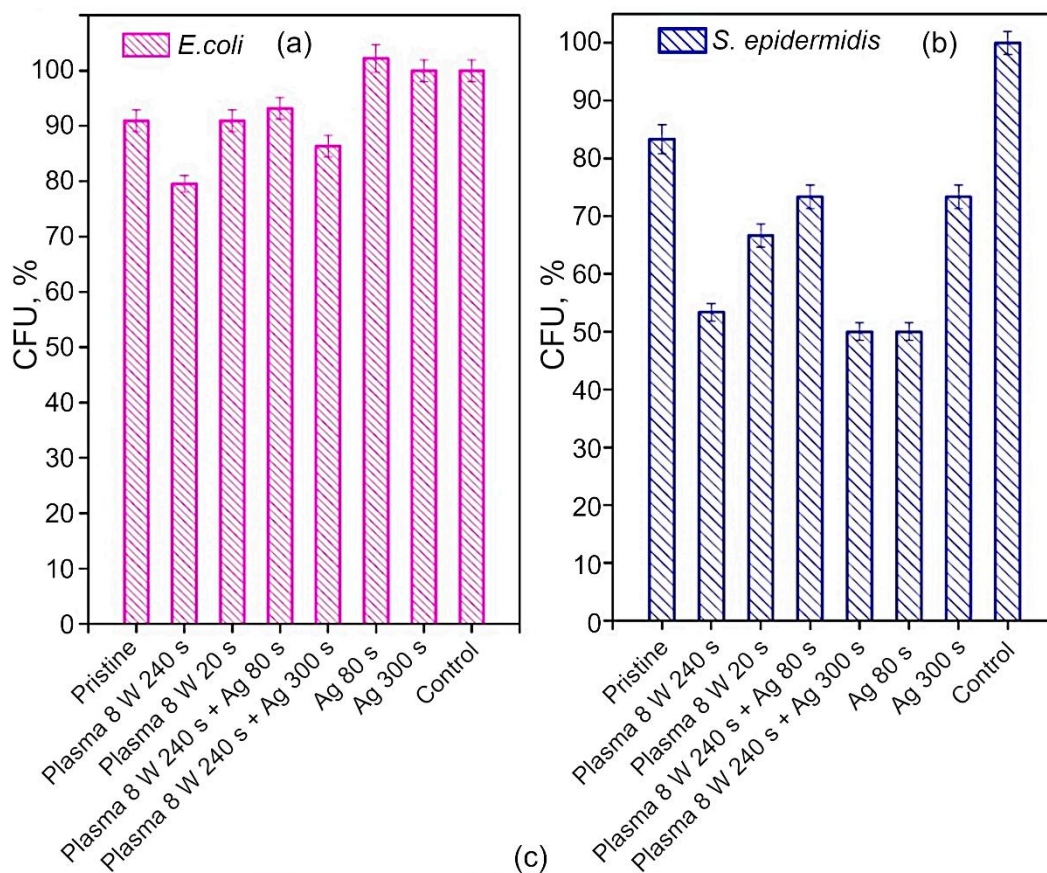 E.coli (a)
CFU, %
100
90
80
70
60
50
40
30
20
10
0
Pristine
Plasma 8 W 240 s
Plasma 8 W 20 s
Plasma 8 W 240 s + Ag 80 s
Plasma 8 W 240 s + Ag 300 s
Ag 80 s
Ag 300 s
Control
S. epidermidis (b)
CFU, %
100
90
80
70
60
50
40
30
20
10
0
Pristine
Plasma 8 W 240 s
Plasma 8 W 20 s
Plasma 8 W 240 s + Ag 80 s
Plasma 8 W 240 s + Ag 300 s
Ag 80 s
Ag 300 s
Control
(c)